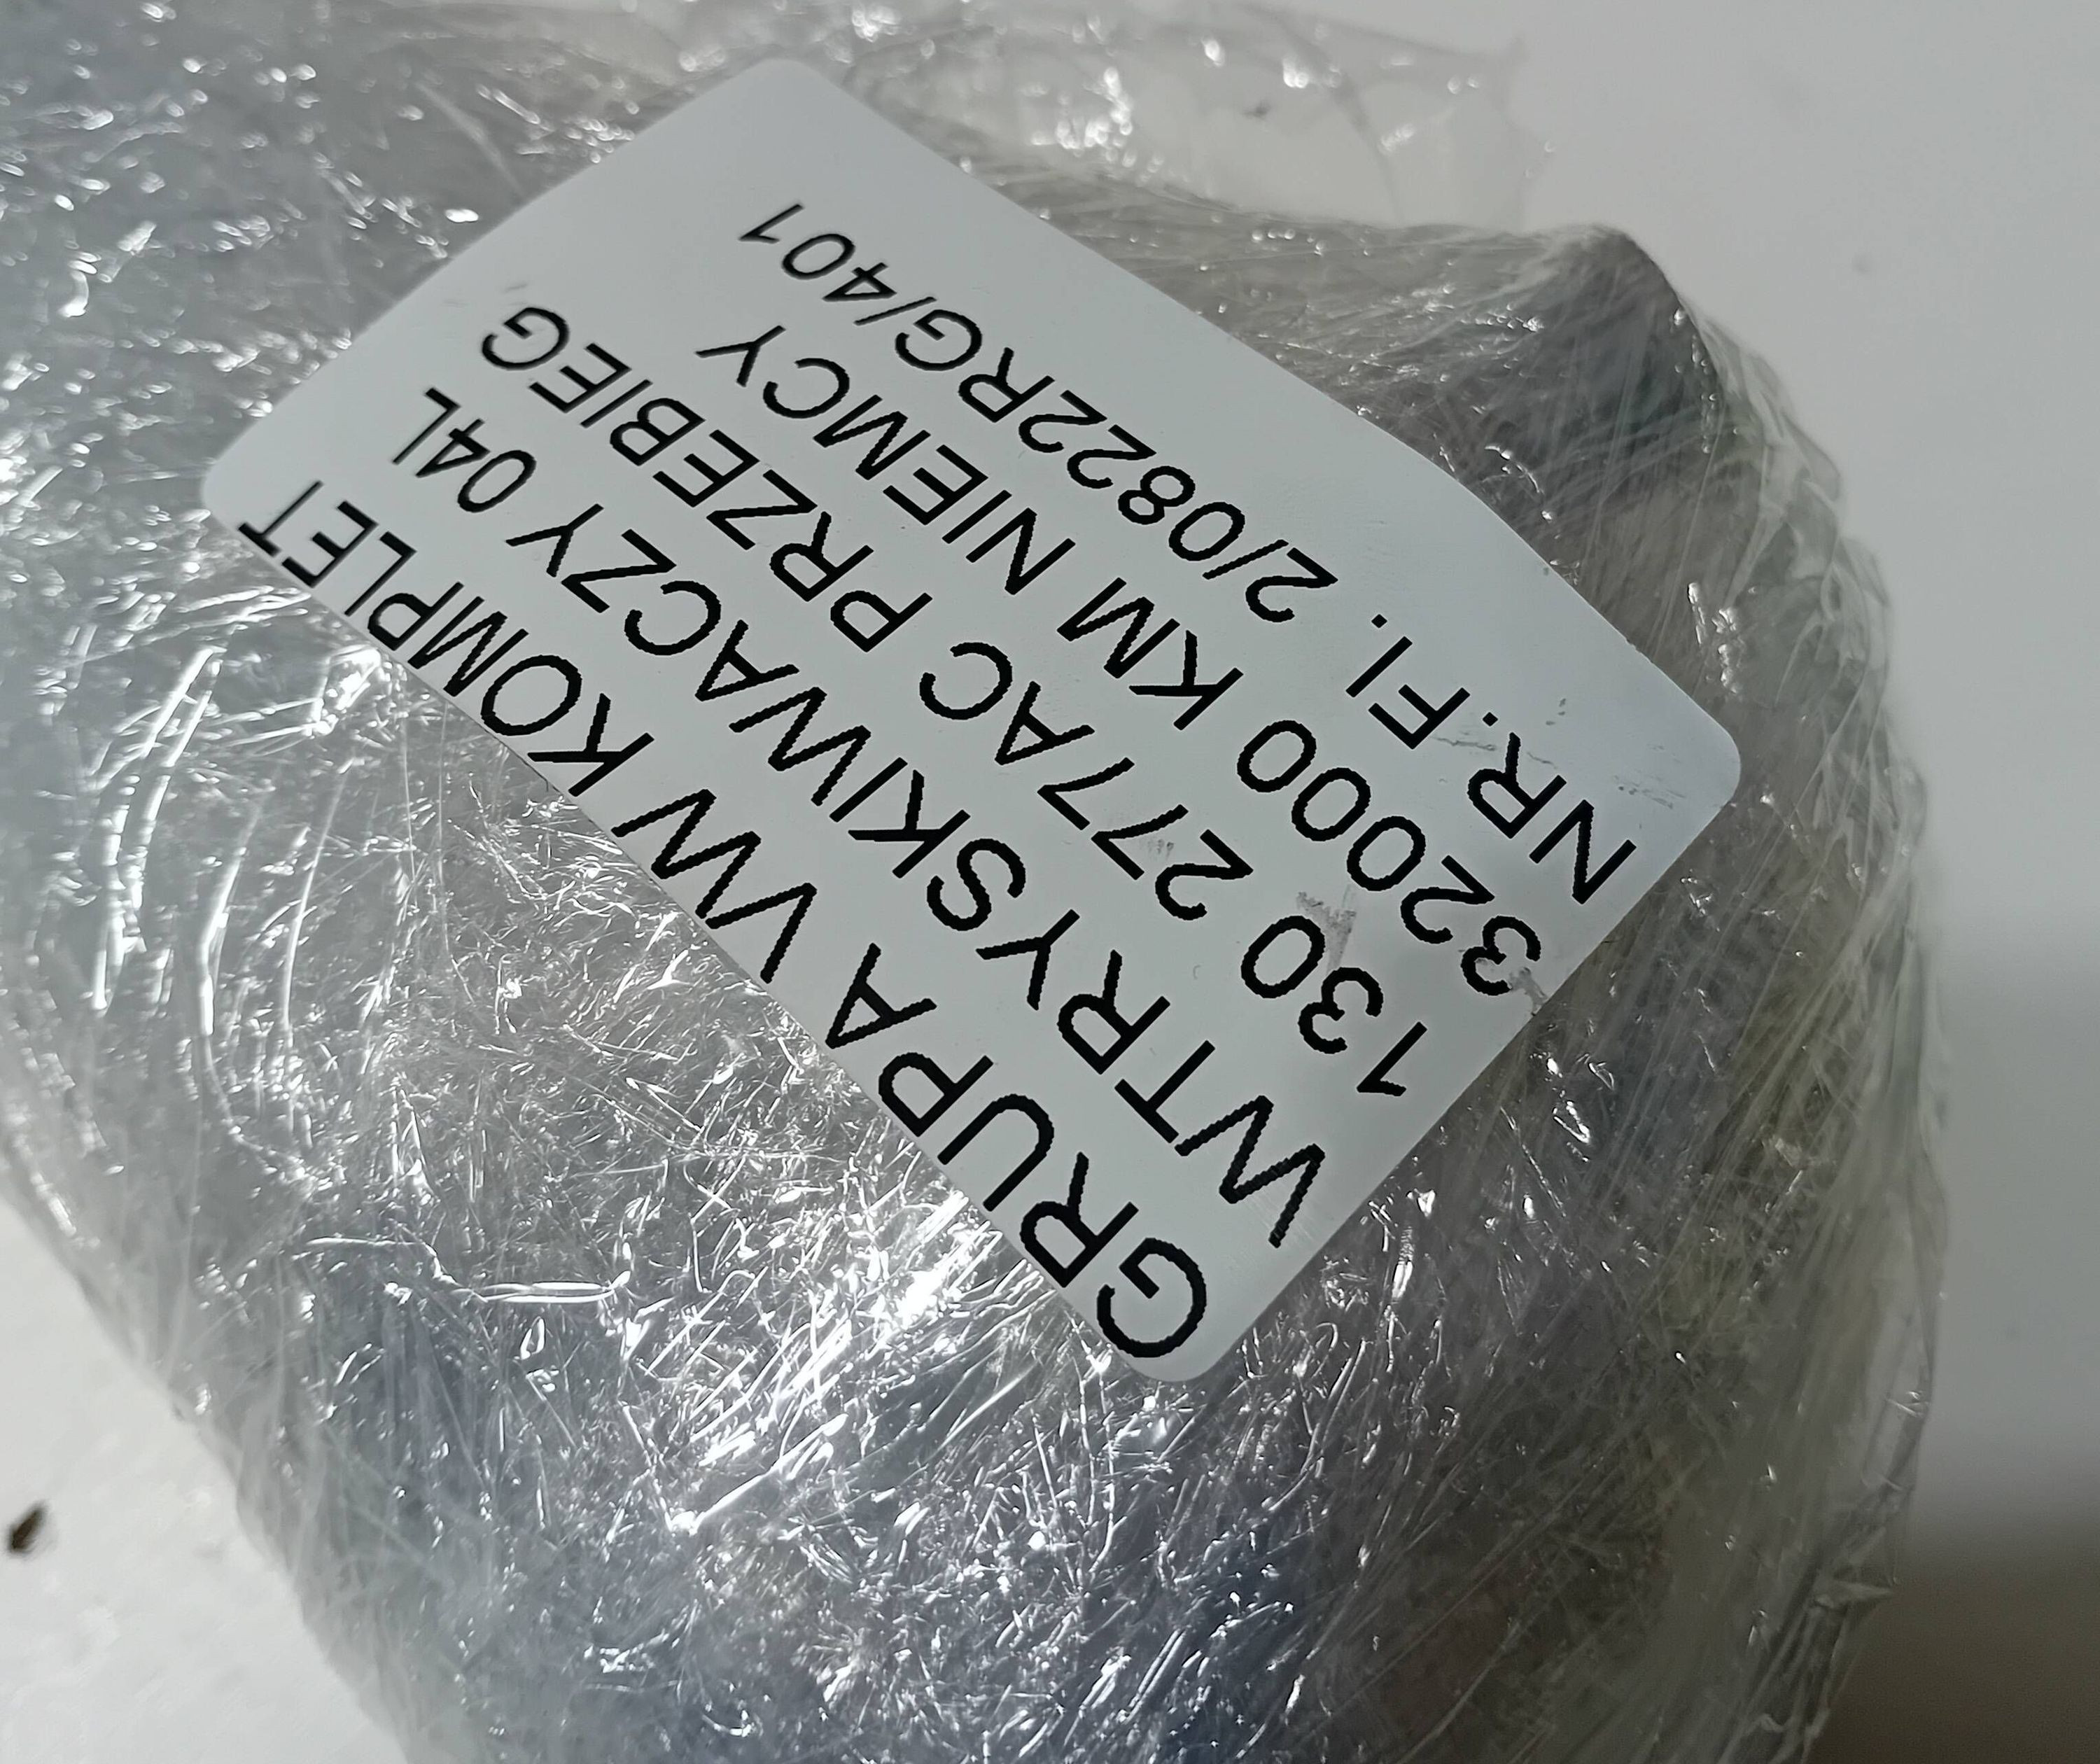 GRUPA VW KOMPLET
WTRYSKIWACZY 04L
130 277AC PRZEBIEG
32000 KM NIEMCY
NR.FI. 2/0822RG/401